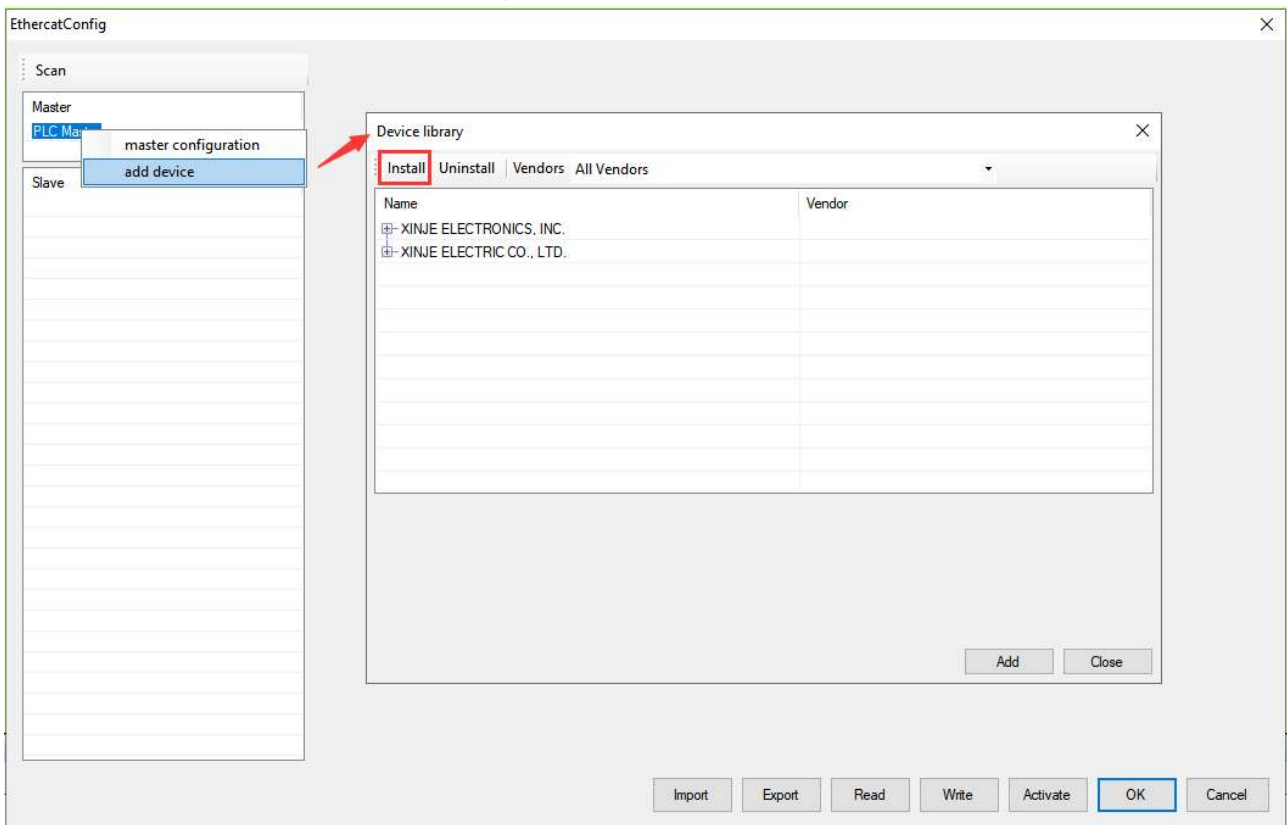 EthercatConfig
Scan
Master
PLC
master configuration
add device
Slave
Device library
Install Uninstall Vendors All Vendors
Name Vendor
XINJE ELECTRONICS, INC.
XINJE ELECTRIC CO., LTD.
Add Close
Import Export Read Write Activate OK Cancel